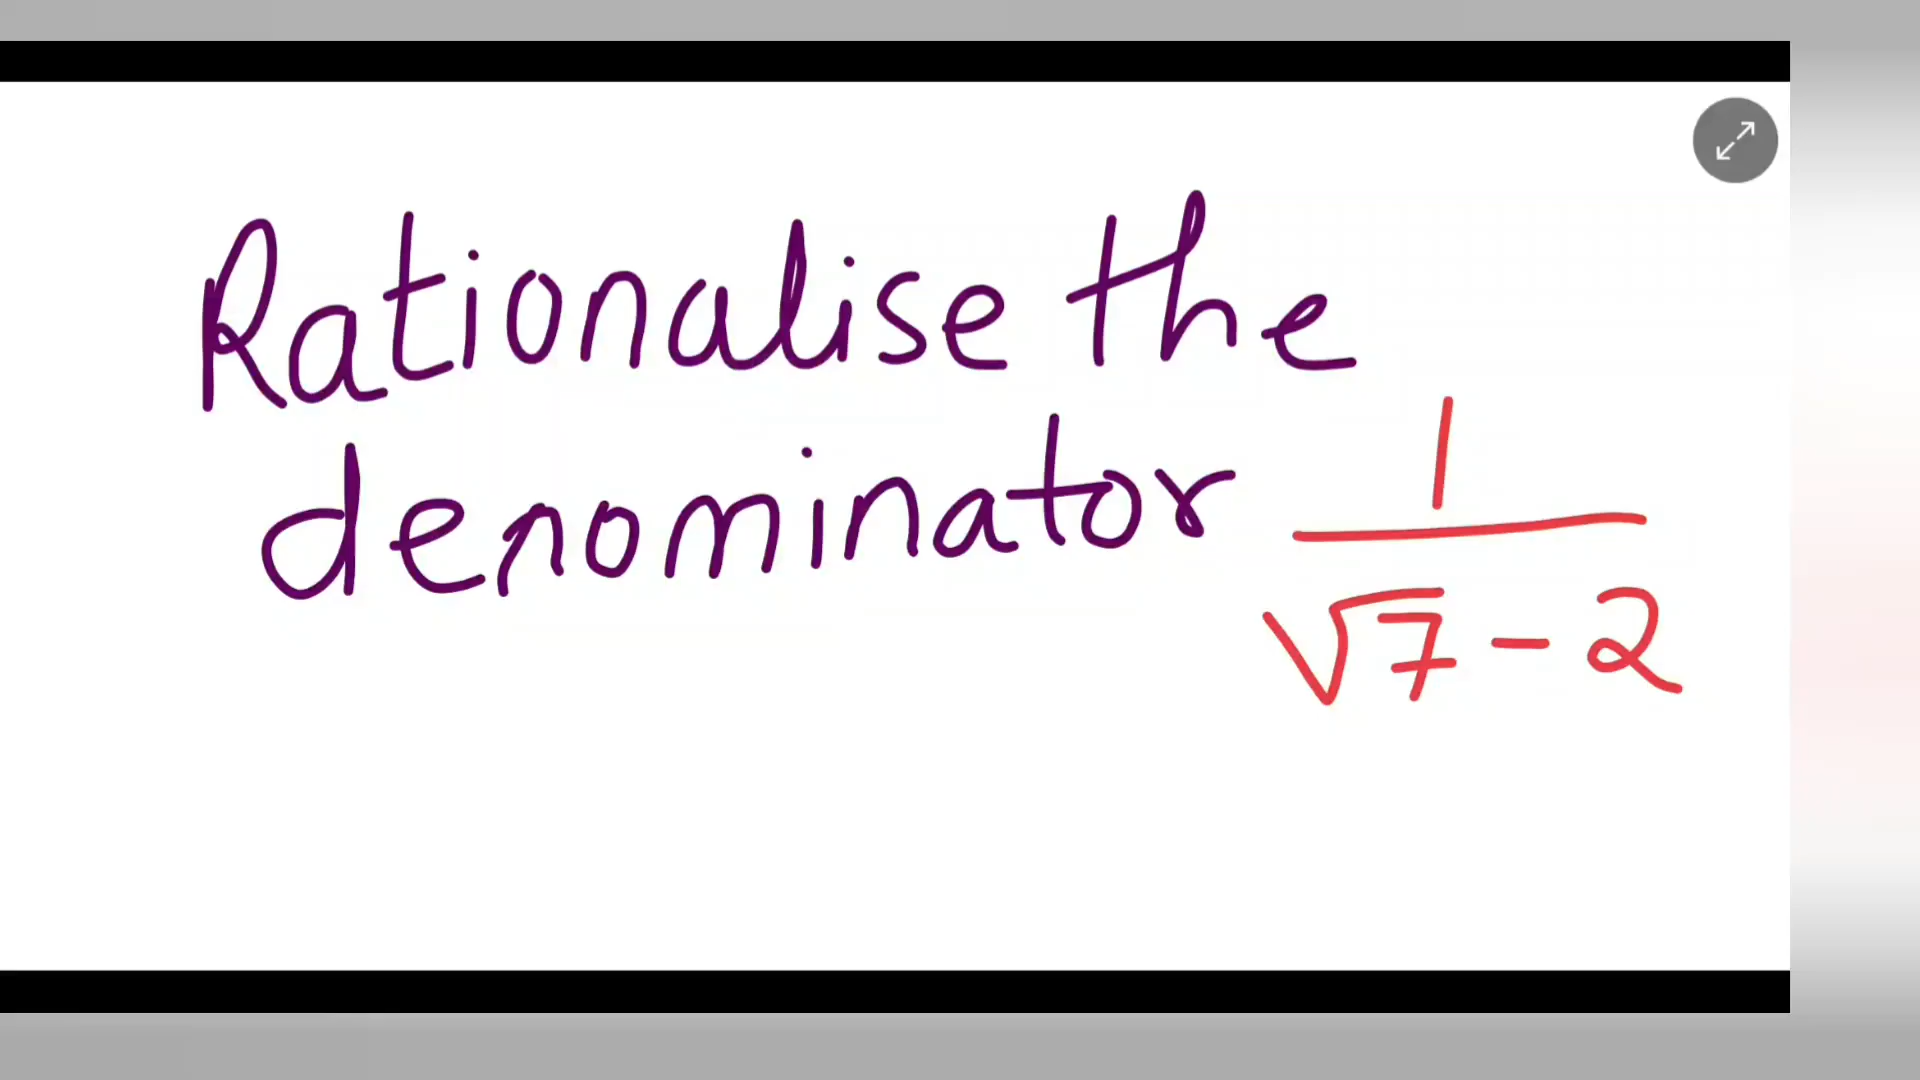 Rationalise the
denominator 1
√7 - 2